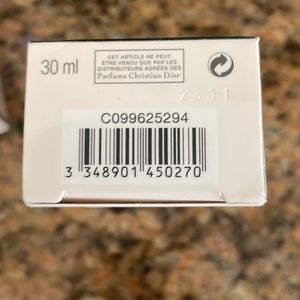 30 ml
CET ARTICLE NE PEUT
ÊTRE VENDU QUE PAR LES
DISTRIBUTEURS AGRÉÉS DES
Parfums Christian Dior
2801
C099625294
3 348901 450270